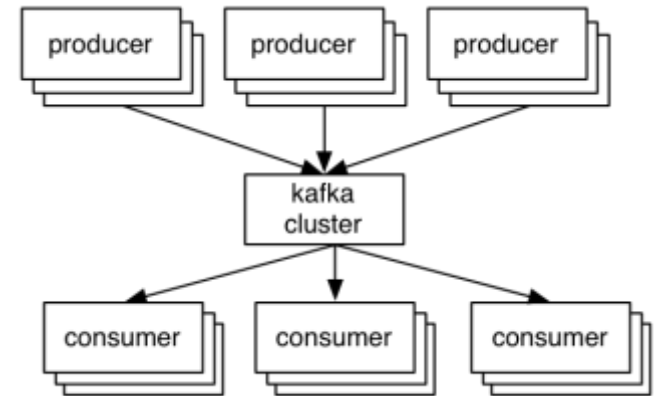 producer
producer
producer
kafka
cluster
consumer
consumer
consumer